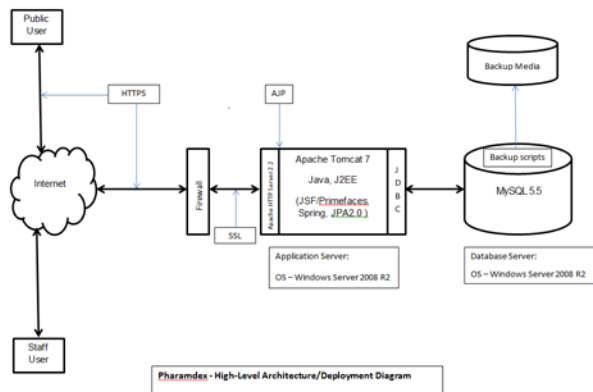 Public
User
HTTPS
AJP
Backup Media
Internet
Firewall
Apache HTTP Server 2.2
Apache Tomcat 7
Java, J2EE
(JSF/Primefaces,
Spring, JPA2.0 )
J
D
B
C
Backup scripts
MySQL 5.5
SSL
Application Server:
OS – Windows Server 2008 R2
Database Server:
OS – Windows Server 2008 R2
Staff
User
Pharamdex - High-Level Architecture/Deployment Diagram